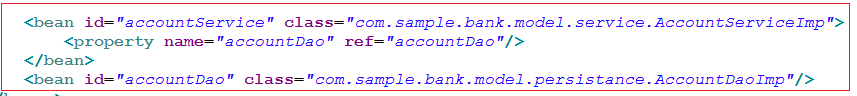 <bean id="accountService" class="com.sample.bank.model.service.AccountServiceImp">
<property name="accountDao" ref="accountDao"/>
</bean>
<bean id="accountDao" class="com.sample.bank.model.persistance.AccountDaoImp"/>